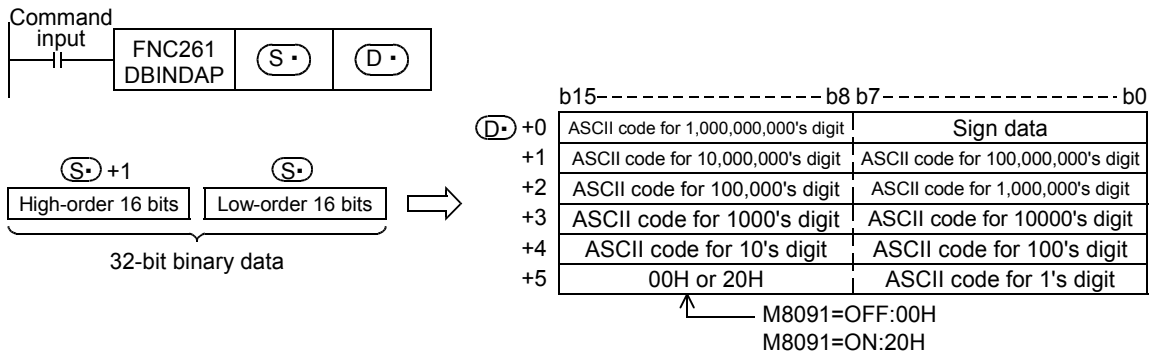 Command
input
FNC261
DBINDAP
S·
D·
b15 b8 b7 b0
D· +0 ASCII code for 1,000,000,000's digit Sign data
+1 ASCII code for 10,000,000's digit ASCII code for 100,000,000's digit
+2 ASCII code for 100,000's digit ASCII code for 1,000,000's digit
+3 ASCII code for 1000's digit ASCII code for 10000's digit
+4 ASCII code for 10's digit ASCII code for 100's digit
+5 00H or 20H ASCII code for 1's digit
M8091=OFF:00H
M8091=ON:20H
S· +1 S·
High-order 16 bits Low-order 16 bits
32-bit binary data